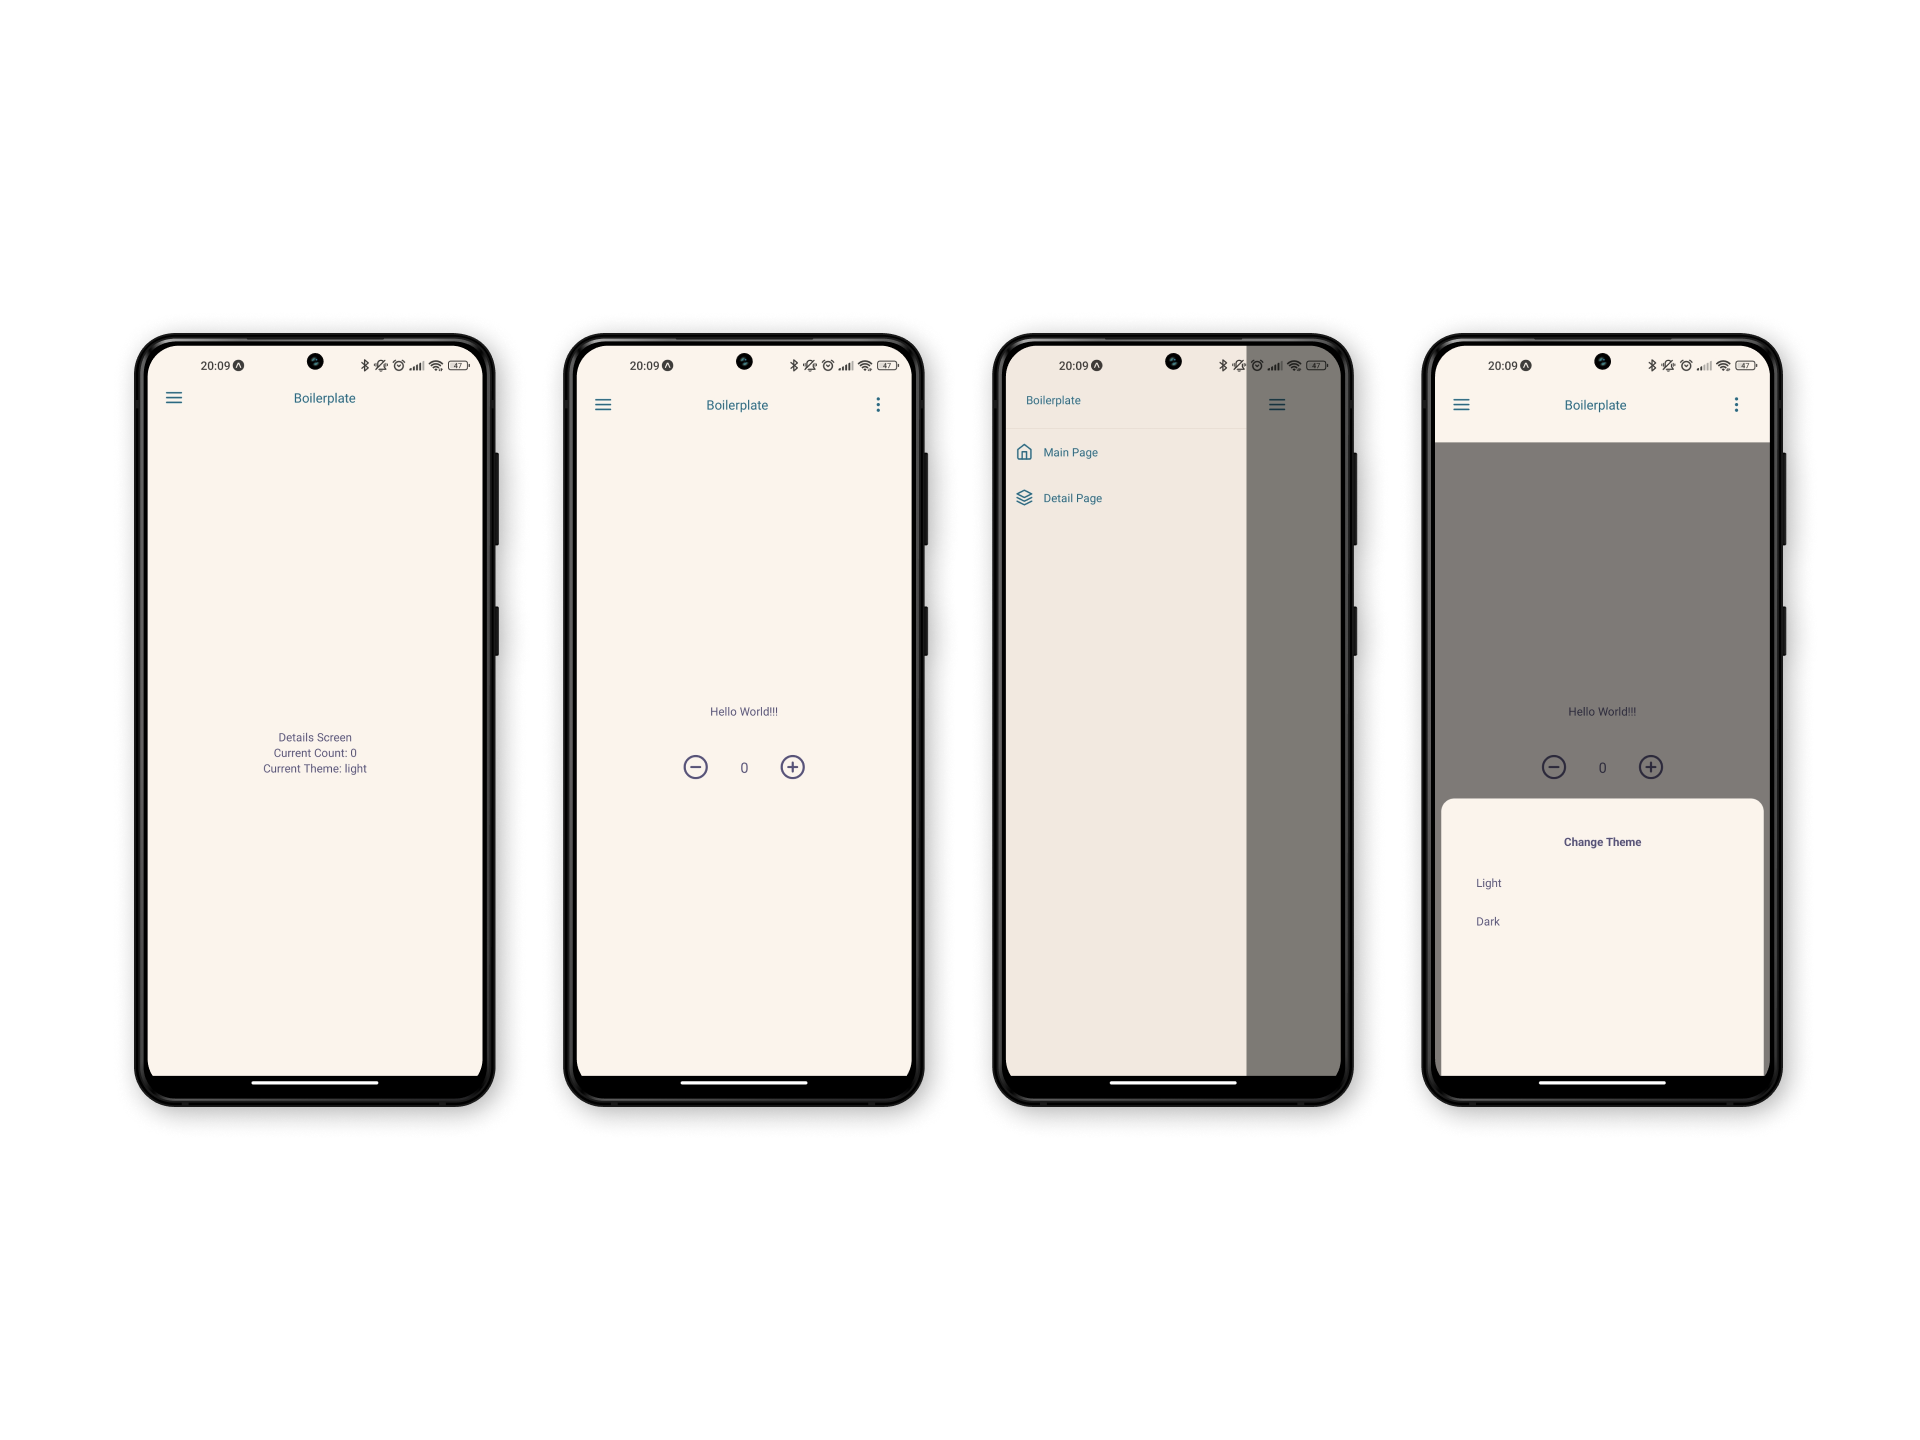 20:09
47
Boilerplate
Details Screen
Current Count: 0
Current Theme: light
20:09
47
Boilerplate
Hello World!!!
0
20:09
47
Boilerplate
Main Page
Detail Page
20:09
47
Boilerplate
Hello World!!!
0
Change Theme
Light
Dark